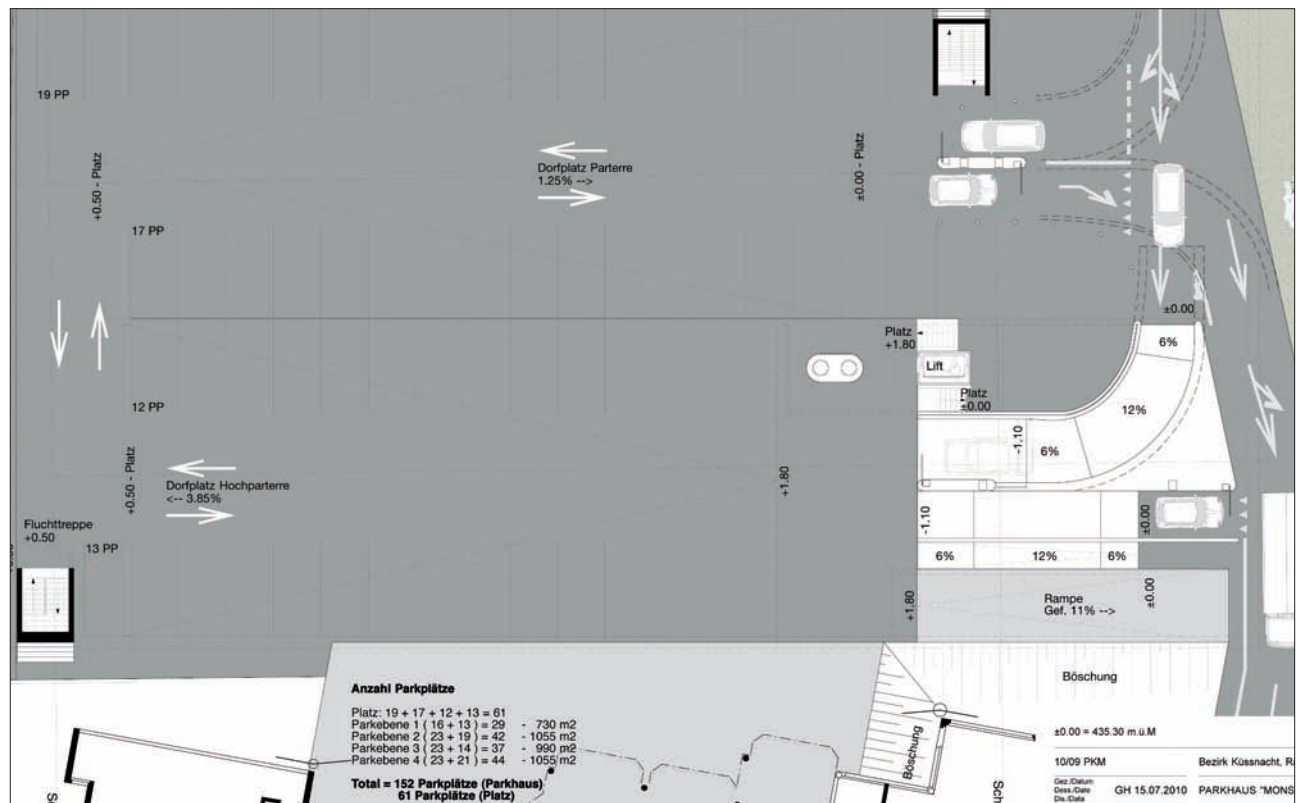 19 PP
+0.50 - Platz
Dorfplatz Parterre
1.25% -->
±0.00 - Platz
17 PP
±0.00
Platz
+1.80
6%
Lift
Platz
±0.00
12 PP
12%
-1.10
6%
+0.50 - Platz
+1.80
Dorfplatz Hochparterre
<-- 3.85%
Fluchttreppe
+0.50
13 PP
-1.10
±0.00
6%
12%
6%
+1.80
Rampe
Gef. 11% -->
±0.00
Böschung
Böschung
Anzahl Parkplätze
Platz: 19 + 17 + 12 + 13 = 61
Parkebene 1 ( 16 + 13 ) = 29 - 730 m2
Parkebene 2 ( 23 + 19 ) = 42 - 1055 m2
Parkebene 3 ( 23 + 14 ) = 37 - 990 m2
Parkebene 4 ( 23 + 21 ) = 44 - 1055 m2
Total = 152 Parkplätze (Parkhaus)
61 Parkplätze (Platz)
±0.00 = 435.30 m.ü.M
10/09 PKM
Bezirk Küssnacht,
Gez./Datum
Dess./Date
Dis./Data
GH 15.07.2010
PARKHAUS "MONS